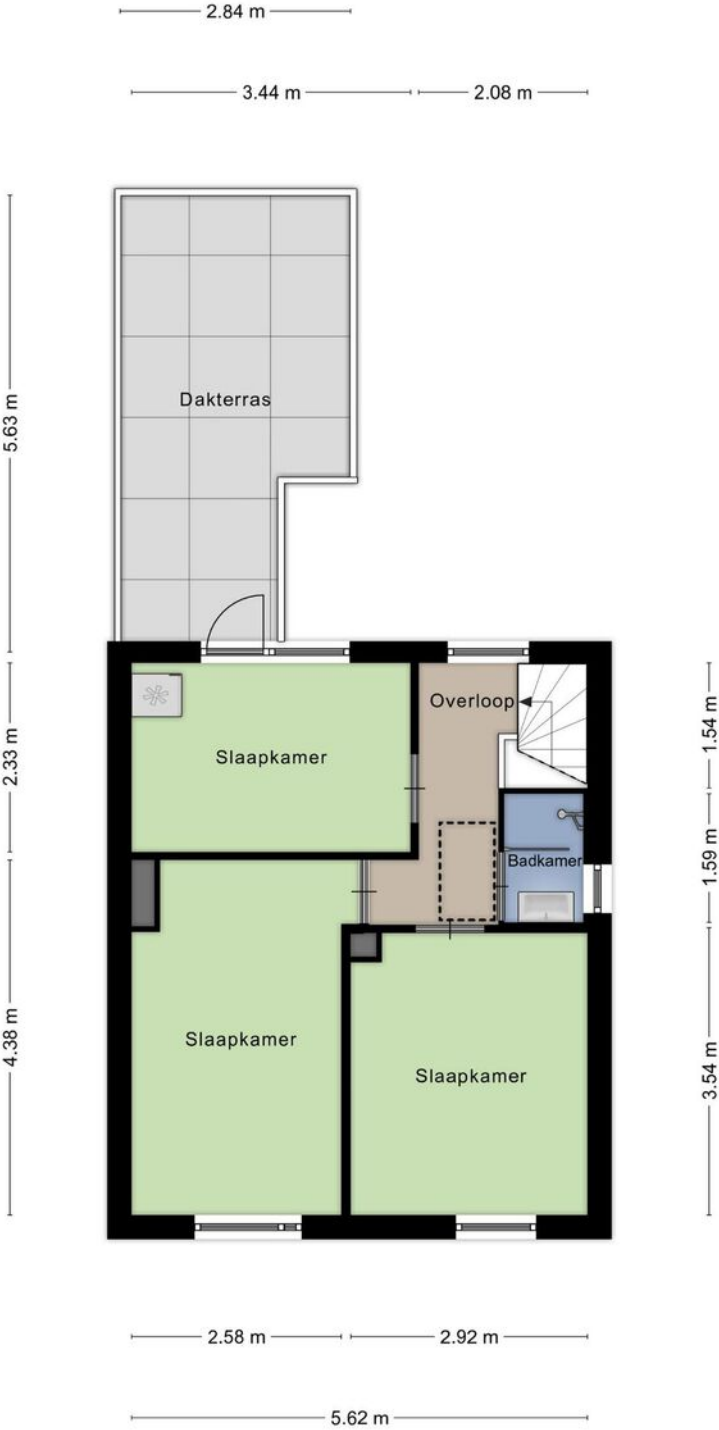 2.84 m
3.44 m
2.08 m
5.63 m
Dakterras
Overloop
1.54 m
2.33 m
Slaapkamer
1.59 m
Badkamer
4.38 m
Slaapkamer
3.54 m
Slaapkamer
2.58 m
2.92 m
5.62 m